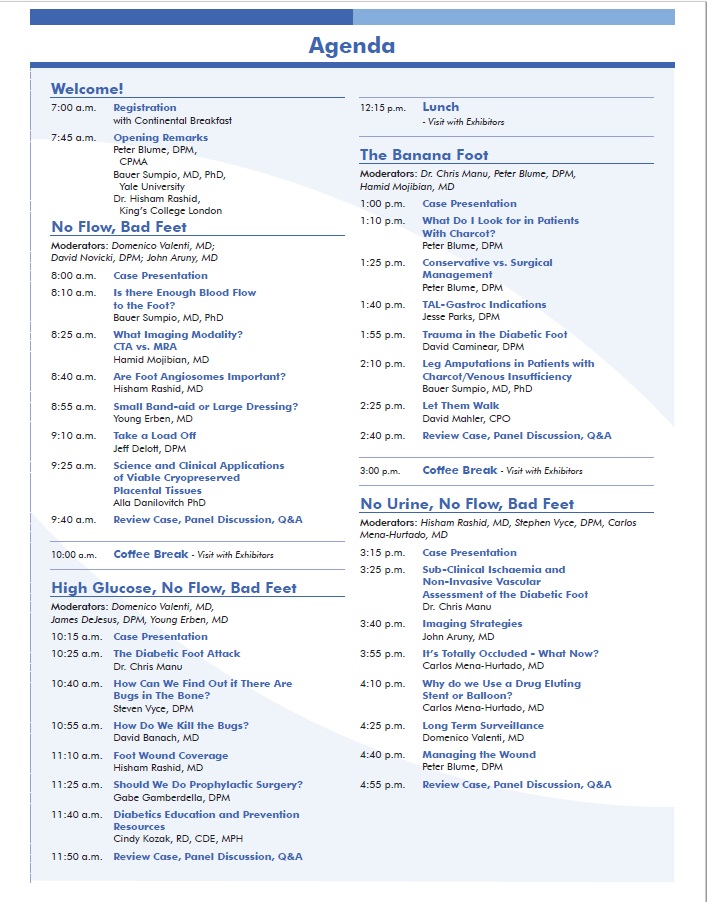 Agenda
Welcome!
7:00 a.m. Registration
with Continental Breakfast
7:45 a.m. Opening Remarks
Peter Blume, DPM,
CPMA
Bauer Sumpio, MD, PhD,
Yale University
Dr. Hisham Rashid,
King's College London
No Flow, Bad Feet
Moderators: Domenico Valenti, MD;
David Novicki, DPM; John Aruny, MD
8:00 a.m. Case Presentation
8:10 a.m. Is there Enough Blood Flow
to the Foot?
Bauer Sumpio, MD, PhD
8:25 a.m. What Imaging Modality?
CTA vs. MRA
Hamid Mojibian, MD
8:40 a.m. Are Foot Angiosomes Important?
Hisham Rashid, MD
8:55 a.m. Small Band-aid or Large Dressing?
Young Erben, MD
9:10 a.m. Take a Load Off
Jeff Deloff, DPM
9:25 a.m. Science and Clinical Applications
of Viable Cryopreserved
Placental Tissues
Alla Danilovitch PhD
9:40 a.m. Review Case, Panel Discussion, Q&A
10:00 a.m. Coffee Break - Visit with Exhibitors
High Glucose, No Flow, Bad Feet
Moderators: Domenico Valenti, MD,
James DeJesus, DPM, Young Erben, MD
10:15 a.m. Case Presentation
10:25 a.m. The Diabetic Foot Attack
Dr. Chris Manu
10:40 a.m. How Can We Find Out if There Are
Bugs in The Bone?
Steven Vyce, DPM
10:55 a.m. How Do We Kill the Bugs?
David Banach, MD
11:10 a.m. Foot Wound Coverage
Hisham Rashid, MD
11:25 a.m. Should We Do Prophylactic Surgery?
Gabe Gamberdella, DPM
11:40 a.m. Diabetics Education and Prevention
Resources
Cindy Kozak, RD, CDE, MPH
11:50 a.m. Review Case, Panel Discussion, Q&A
12:15 p.m. Lunch
- Visit with Exhibitors
The Banana Foot
Moderators: Dr. Chris Manu, Peter Blume, DPM,
Hamid Mojibian, MD
1:00 p.m. Case Presentation
1:10 p.m. What Do I Look for in Patients
With Charcot?
Peter Blume, DPM
1:25 p.m. Conservative vs. Surgical
Management
Peter Blume, DPM
1:40 p.m. TAL-Gastroc Indications
Jesse Parks, DPM
1:55 p.m. Trauma in the Diabetic Foot
David Caminear, DPM
2:10 p.m. Leg Amputations in Patients with
Charcot/Venous Insufficiency
Bauer Sumpio, MD, PhD
2:25 p.m. Let Them Walk
David Mahler, CPO
2:40 p.m. Review Case, Panel Discussion, Q&A
3:00 p.m. Coffee Break - Visit with Exhibitors
No Urine, No Flow, Bad Feet
Moderators: Hisham Rashid, MD, Stephen Vyce, DPM, Carlos
Mena-Hurtado, MD
3:15 p.m. Case Presentation
3:25 p.m. Sub-Clinical Ischaemia and
Non-Invasive Vascular
Assessment of the Diabetic Foot
Dr. Chris Manu
3:40 p.m. Imaging Strategies
John Aruny, MD
3:55 p.m. It's Totally Occluded - What Now?
Carlos Mena-Hurtado, MD
4:10 p.m. Why do we Use a Drug Eluting
Stent or Balloon?
Carlos Mena-Hurtado, MD
4:25 p.m. Long Term Surveillance
Domenico Valenti, MD
4:40 p.m. Managing the Wound
Peter Blume, DPM
4:55 p.m. Review Case, Panel Discussion, Q&A